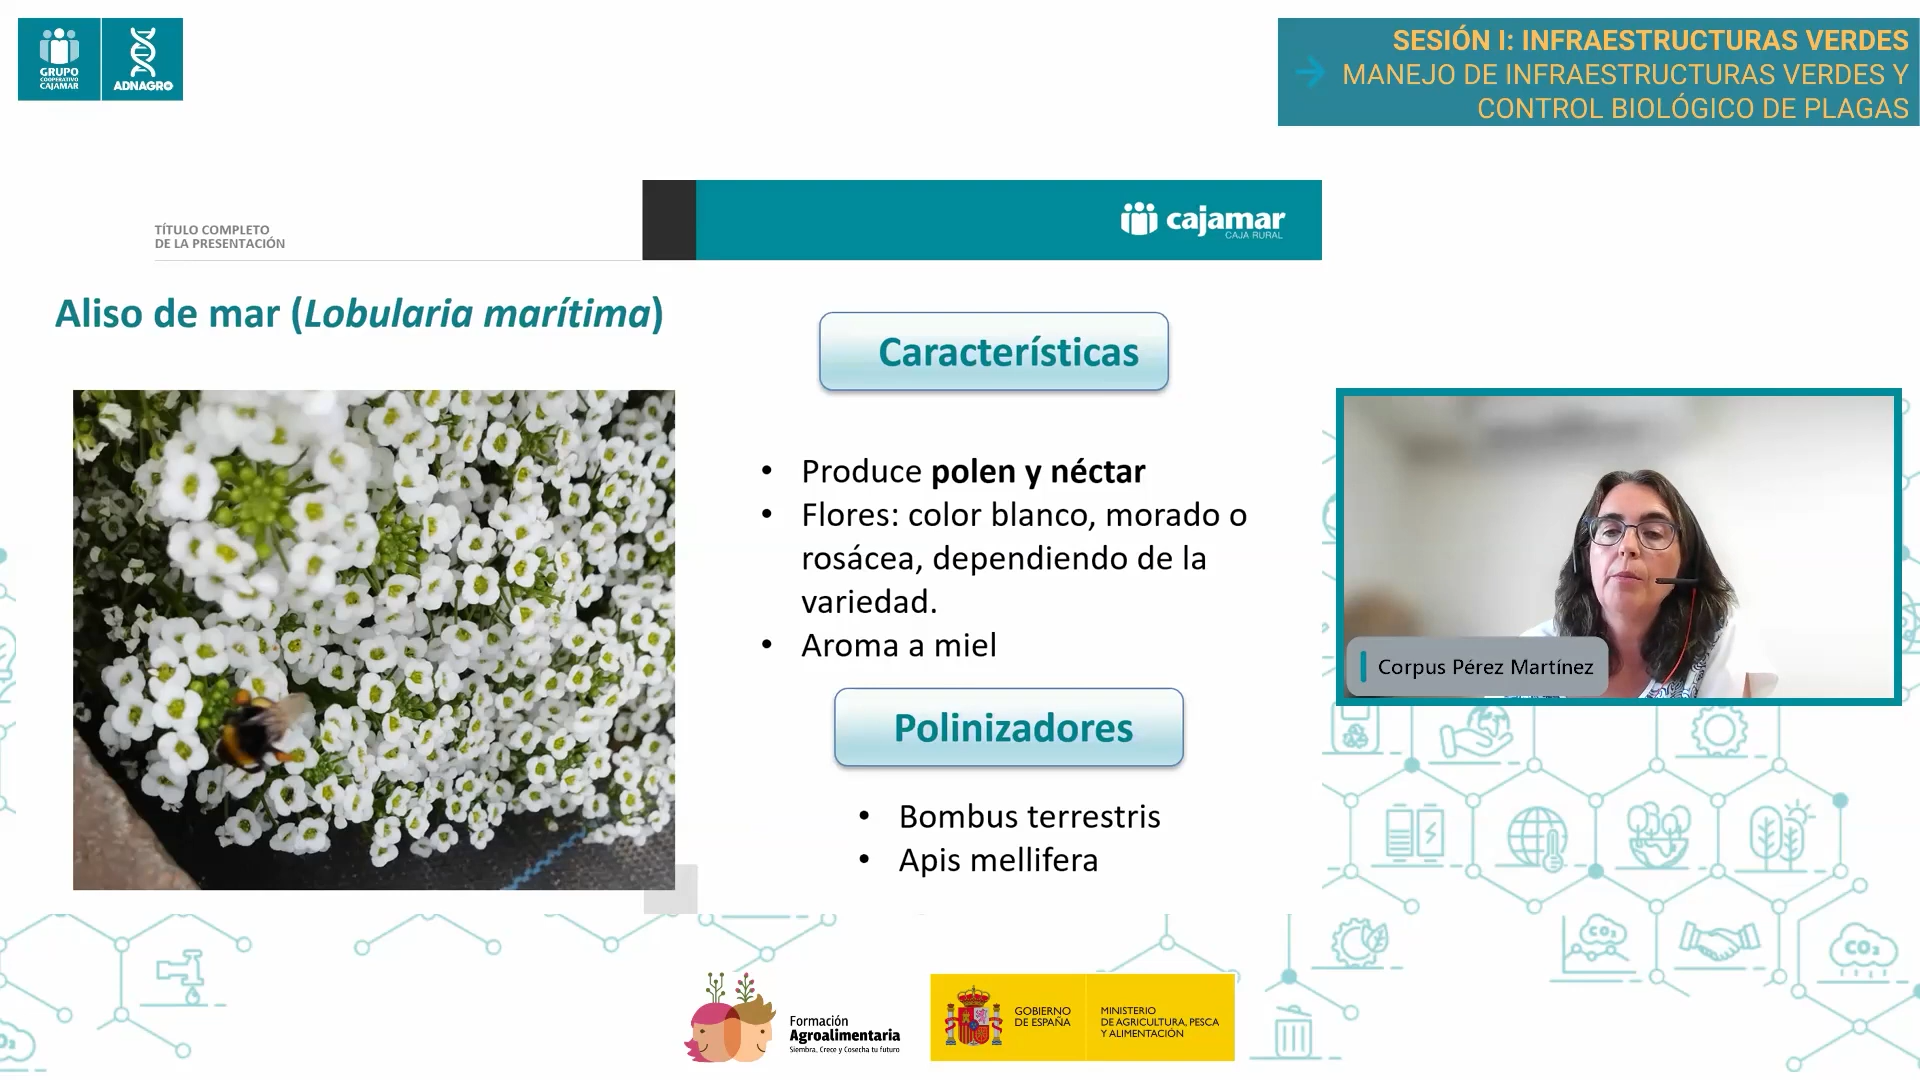 GRUPO
COOPERATIVO
CAJAMAR
ADNAGRO
SESIÓN I: INFRAESTRUCTURAS VERDES
MANEJO DE INFRAESTRUCTURAS VERDES Y
CONTROL BIOLÓGICO DE PLAGAS
TÍTULO COMPLETO
DE LA PRESENTACIÓN
cajamar
CAJA RURAL
Aliso de mar (Lobularia marítima)
Características
• Produce polen y néctar
• Flores: color blanco, morado o
rosácea, dependiendo de la
variedad.
• Aroma a miel
Polinizadores
• Bombus terrestris
• Apis mellifera
Corpus Pérez Martínez
CO₂
CO₂
Formación
Agroalimentaria
Siembra, Crece y Cosecha tu futuro
GOBIERNO
DE ESPAÑA
MINISTERIO
DE AGRICULTURA, PESCA
Y ALIMENTACIÓN